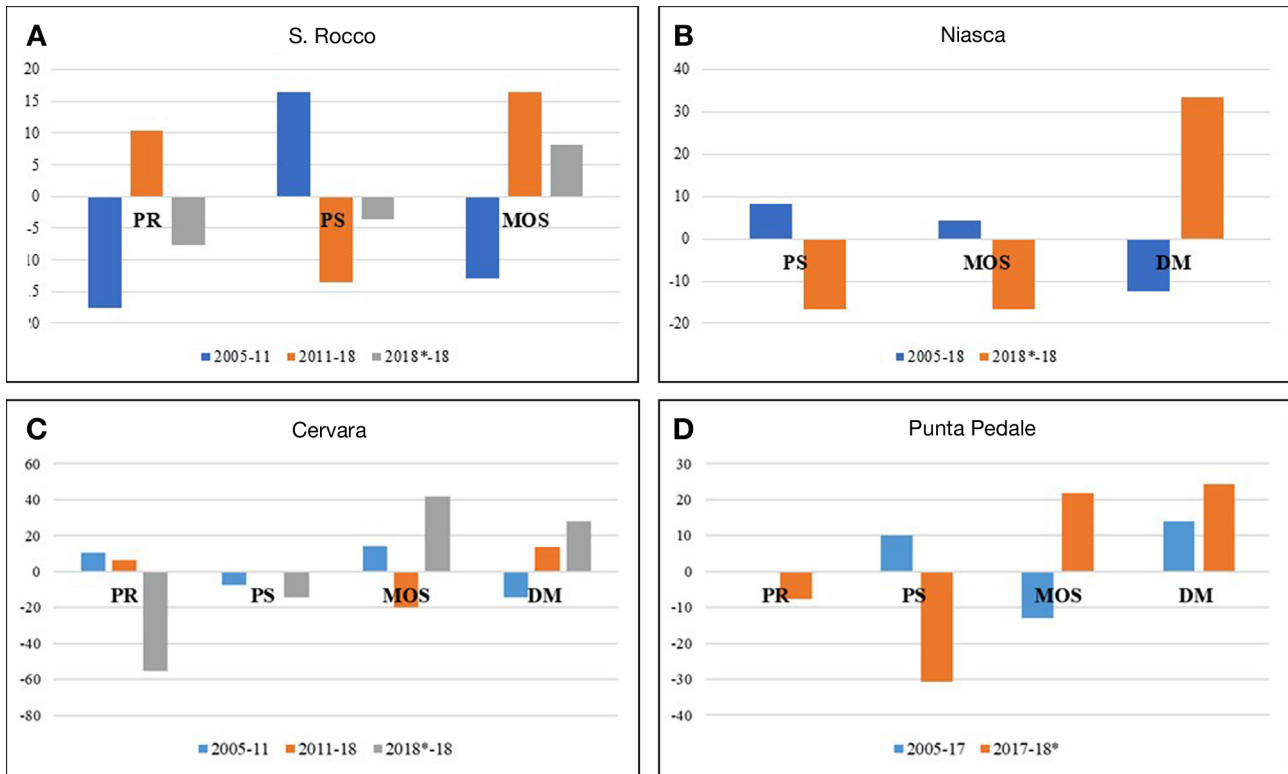 A
S. Rocco
20
15
10
5
0
-5
10
PR
PS
MOS
2005-11 2011-18 2018*-18
B
Niasca
40
30
20
10
0
-10
-20
PS
MOS
DM
2005-18 2018*-18
C
Cervara
60
40
20
0
-20
-40
-60
-80
PR
PS
MOS
DM
2005-11 2011-18 2018*-18
D
Punta Pedale
30
20
10
0
-10
-20
-30
-40
PR
PS
MOS
DM
2005-17 2017-18*